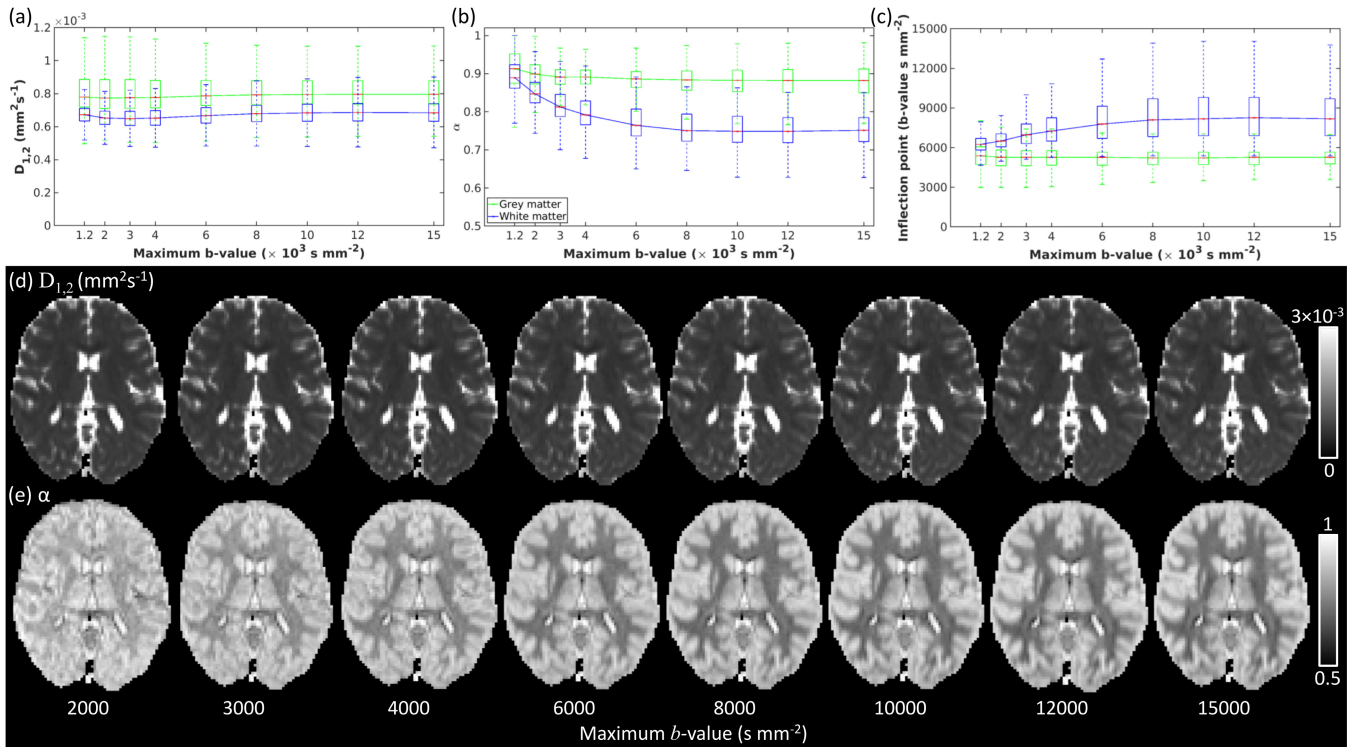 (a)
×10⁻³
1.2
1
0.8
0.6
0.4
0.2
0
D₁,₂ (mm²s⁻¹)
1.2 2 3 4 6 8 10 12 15
Maximum b-value (× 10³ s mm⁻²)
(b)
1
0.9
0.8
0.7
0.6
0.5
α
Grey matter
White matter
1.2 2 3 4 6 8 10 12 15
Maximum b-value (× 10³ s mm⁻²)
(c)
15000
12000
9000
6000
3000
0
Inflection point (b-value s mm⁻²)
1.2 2 3 4 6 8 10 12 15
Maximum b-value (× 10³ s mm⁻²)
(d) D₁,₂ (mm²s⁻¹)
3×10⁻³
0
(e) α
1
0.5
2000 3000 4000 6000 8000 10000 12000 15000
Maximum b-value (s mm⁻²)